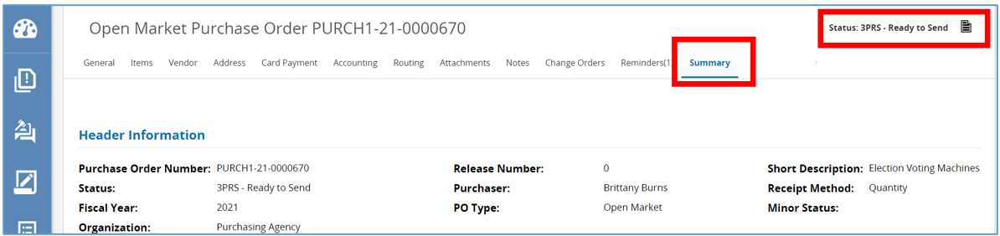 Open Market Purchase Order PURCH1-21-0000670
Status: 3PRS - Ready to Send
General Items Vendor Address Card Payment Accounting Routing Attachments Notes Change Orders Reminders(1 Summary
Header Information
Purchase Order Number: PURCH1-21-0000670 Release Number: 0 Short Description: Election Voting Machines
Status: 3PRS - Ready to Send Purchaser: Brittany Burns Receipt Method: Quantity
Fiscal Year: 2021 PO Type: Open Market Minor Status:
Organization: Purchasing Agency